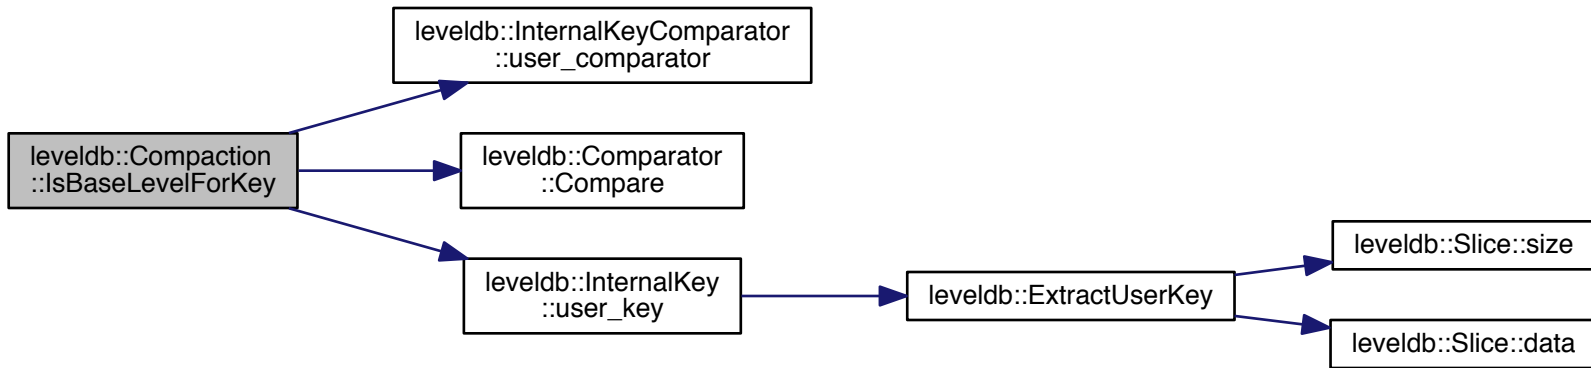 leveldb::InternalKeyComparator
::user_comparator
leveldb::Compaction
::IsBaseLevelForKey
leveldb::Comparator
::Compare
leveldb::InternalKey
::user_key
leveldb::ExtractUserKey
leveldb::Slice::size
leveldb::Slice::data